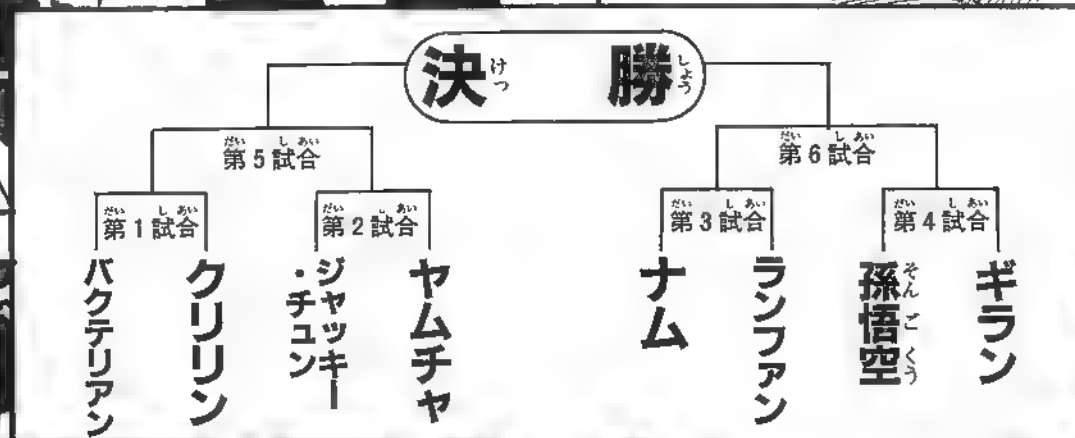 決勝
第5試合
第6試合
第1試合
第2試合
第3試合
第4試合
バクテリアン
クリリン
ジャッキー
・チュン
ヤムチャ
ナム
ランファン
孫悟空
ギラン